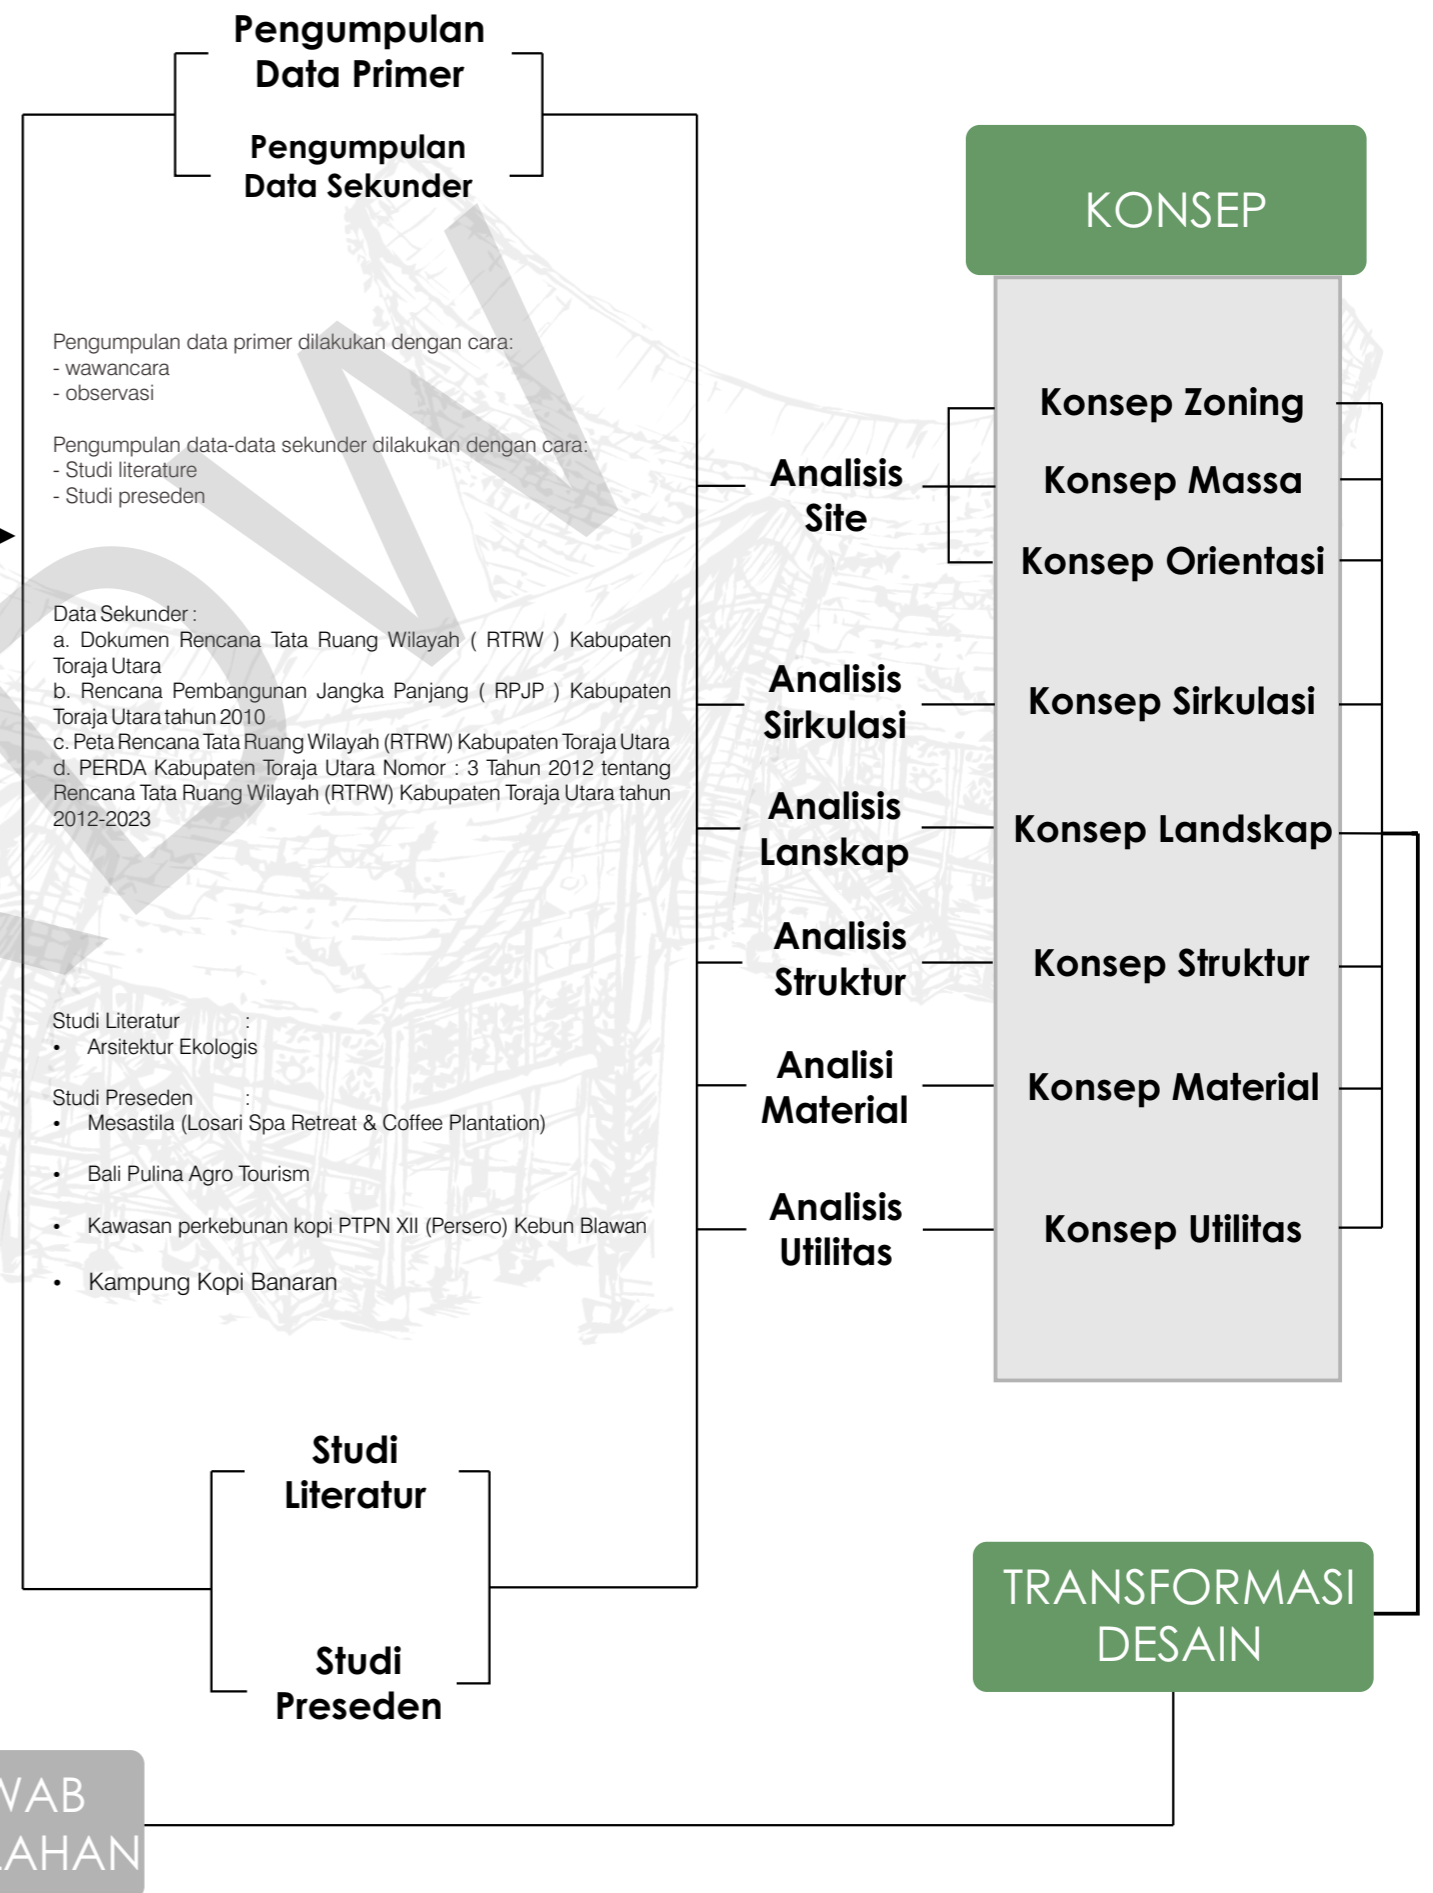 Pengumpulan
Data Primer
Pengumpulan
Data Sekunder
Pengumpulan data primer dilakukan dengan cara:
- wawancara
- observasi
Pengumpulan data-data sekunder dilakukan dengan cara:
- Studi literature
- Studi preseden
Data Sekunder :
a. Dokumen Rencana Tata Ruang Wilayah ( RTRW ) Kabupaten
Toraja Utara
b. Rencana Pembangunan Jangka Panjang ( RPJP ) Kabupaten
Toraja Utara tahun 2010
c. Peta Rencana Tata Ruang Wilayah (RTRW) Kabupaten Toraja Utara
d. PERDA Kabupaten Toraja Utara Nomor : 3 Tahun 2012 tentang
Rencana Tata Ruang Wilayah (RTRW) Kabupaten Toraja Utara tahun
2012-2023
Studi Literatur :
• Arsitektur Ekologis
Studi Preseden :
• Mesastila (Losari Spa Retreat & Coffee Plantation)
• Bali Pulina Agro Tourism
• Kawasan perkebunan kopi PTPN XII (Persero) Kebun Blawan
• Kampung Kopi Banaran
Studi
Literatur
Studi
Preseden
Analisis
Site
Analisis
Sirkulasi
Analisis
Lanskap
Analisis
Struktur
Analisi
Material
Analisis
Utilitas
KONSEP
Konsep Zoning
Konsep Massa
Konsep Orientasi
Konsep Sirkulasi
Konsep Landskap
Konsep Struktur
Konsep Material
Konsep Utilitas
TRANSFORMASI
DESAIN
WAB
LAHAN
DW